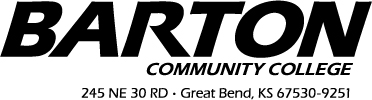 BARTON
COMMUNITY COLLEGE
245 NE 30 RD • Great Bend, KS 67530-9251